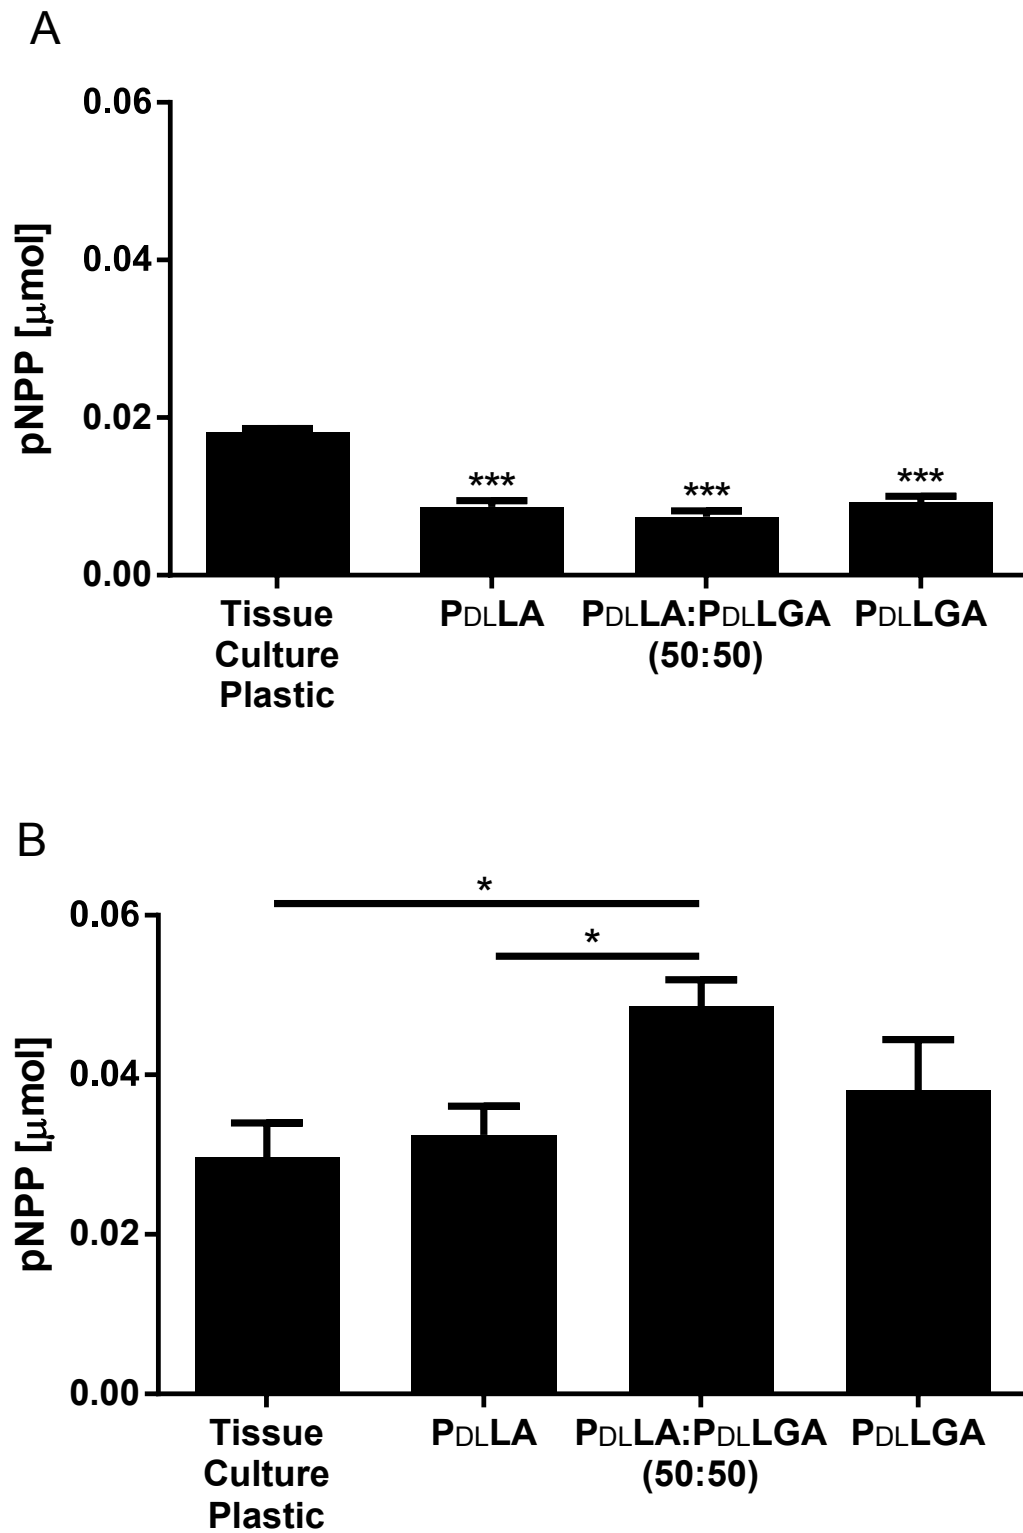 A
0.06
0.04
0.02
0.00
pNPP [μmol]
***
***
***
Tissue Culture Plastic
PDLLA
PDLLA:PDLLGA (50:50)
PDLLGA
B
*
*
0.06
0.04
0.02
0.00
pNPP [μmol]
Tissue Culture Plastic
PDLLA
PDLLA:PDLLGA (50:50)
PDLLGA